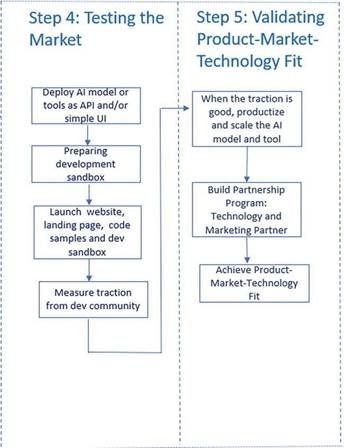 Step 4: Testing the
Market
Deploy AI model or
tools as API and/or
simple UI
Preparing
development
sandbox
Launch website,
landing page, code
samples and dev
sandbox
Measure traction
from dev community
Step 5: Validating
Product-Market-
Technology Fit
When the traction is
good, productize
and scale the AI
model and tool
Build Partnership
Program:
Technology and
Marketing Partner
Achieve Product-
Market-Technology
Fit